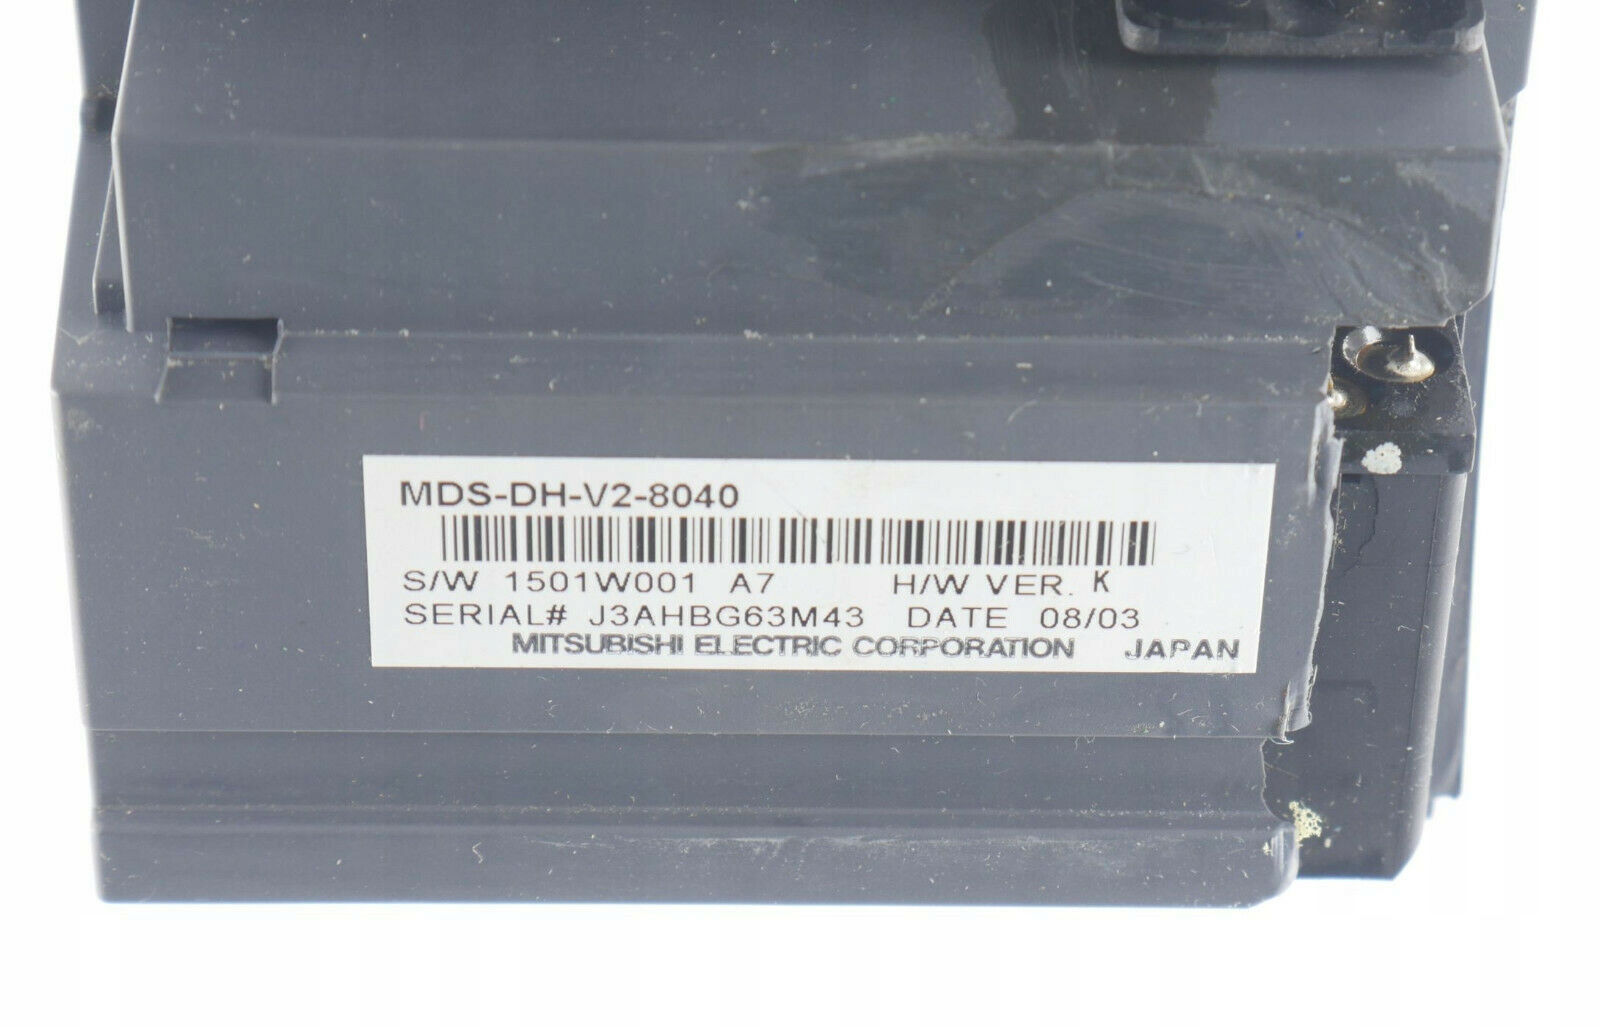 MDS-DH-V2-8040
S/W 1501W001 A7 H/W VER. K
SERIAL# J3AHBG63M43 DATE 08/03
MITSUBISHI ELECTRIC CORPORATION JAPAN